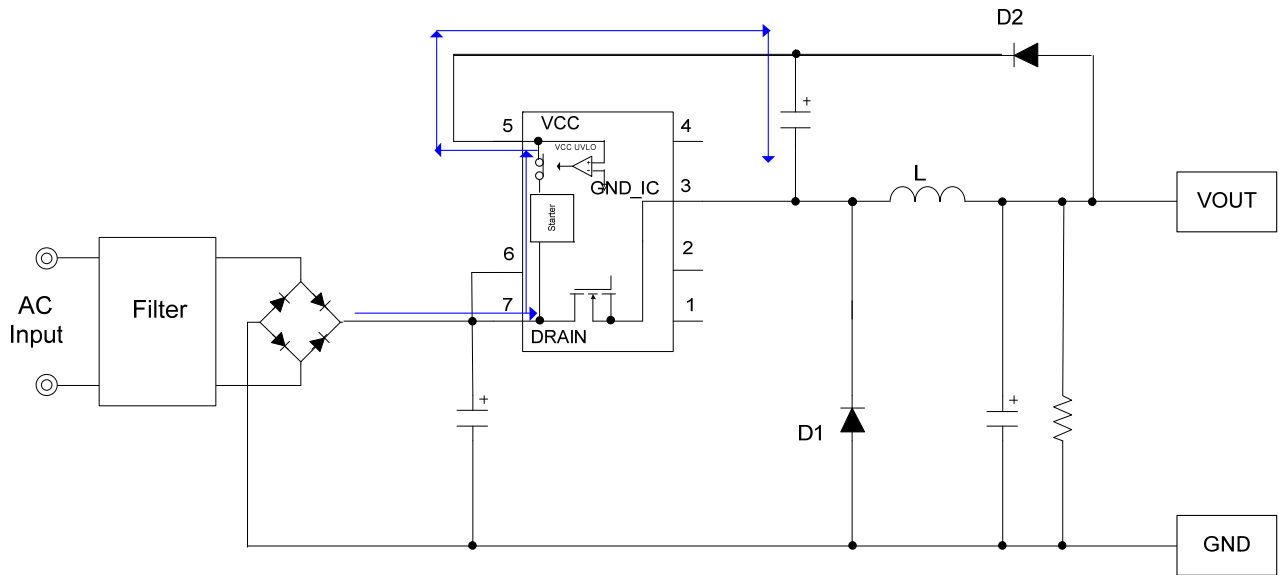 D2
5
VCC
4
VCC UVLO
+
-
+
GND_IC
3
L
VOUT
Starter
6
2
AC
Input
Filter
7
1
DRAIN
+
+
D1
GND